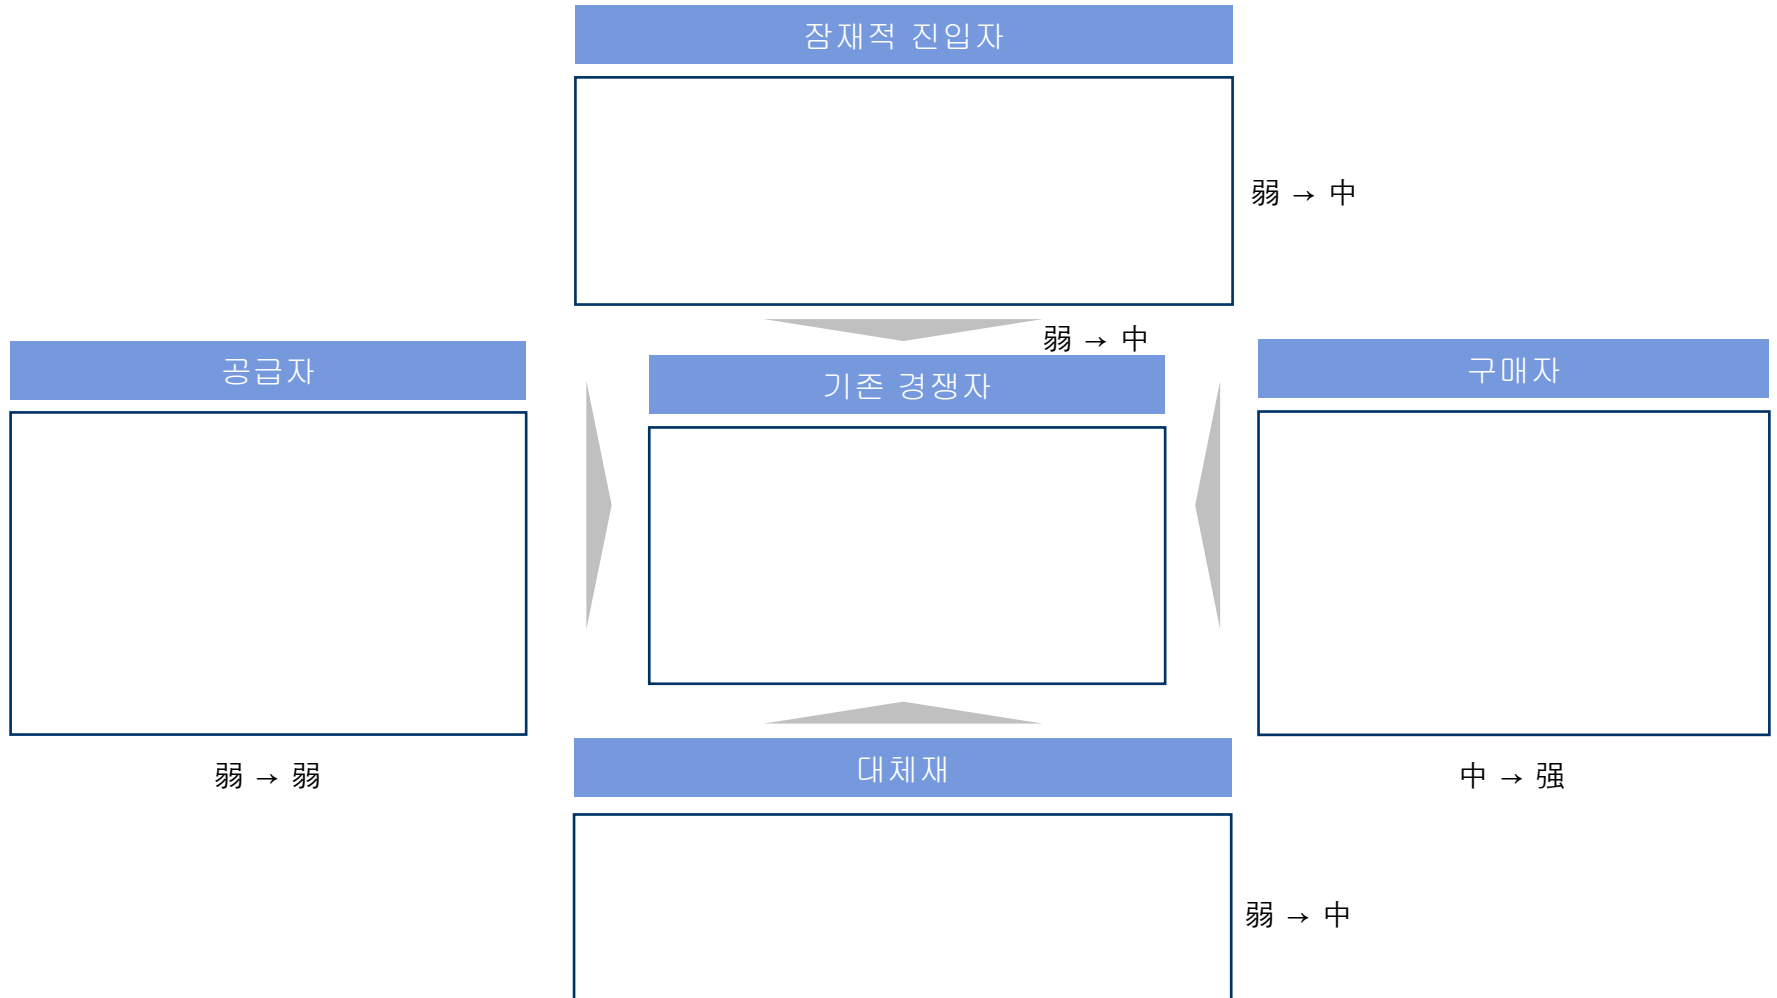 잠재적 진입자
弱 → 中
弱 → 中
공급자
기존 경쟁자
구매자
弱 → 弱
대체재
中 → 强
弱 → 中